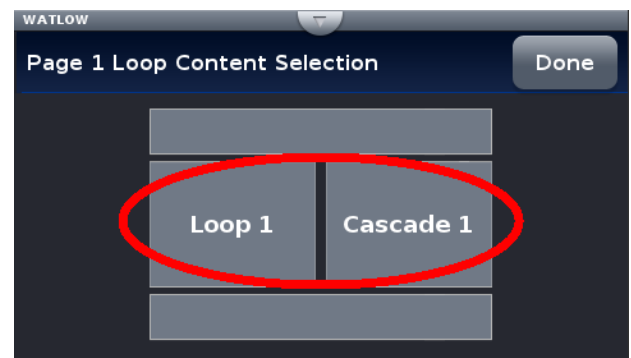 WATLOW
Page 1 Loop Content Selection
Done
Loop 1
Cascade 1